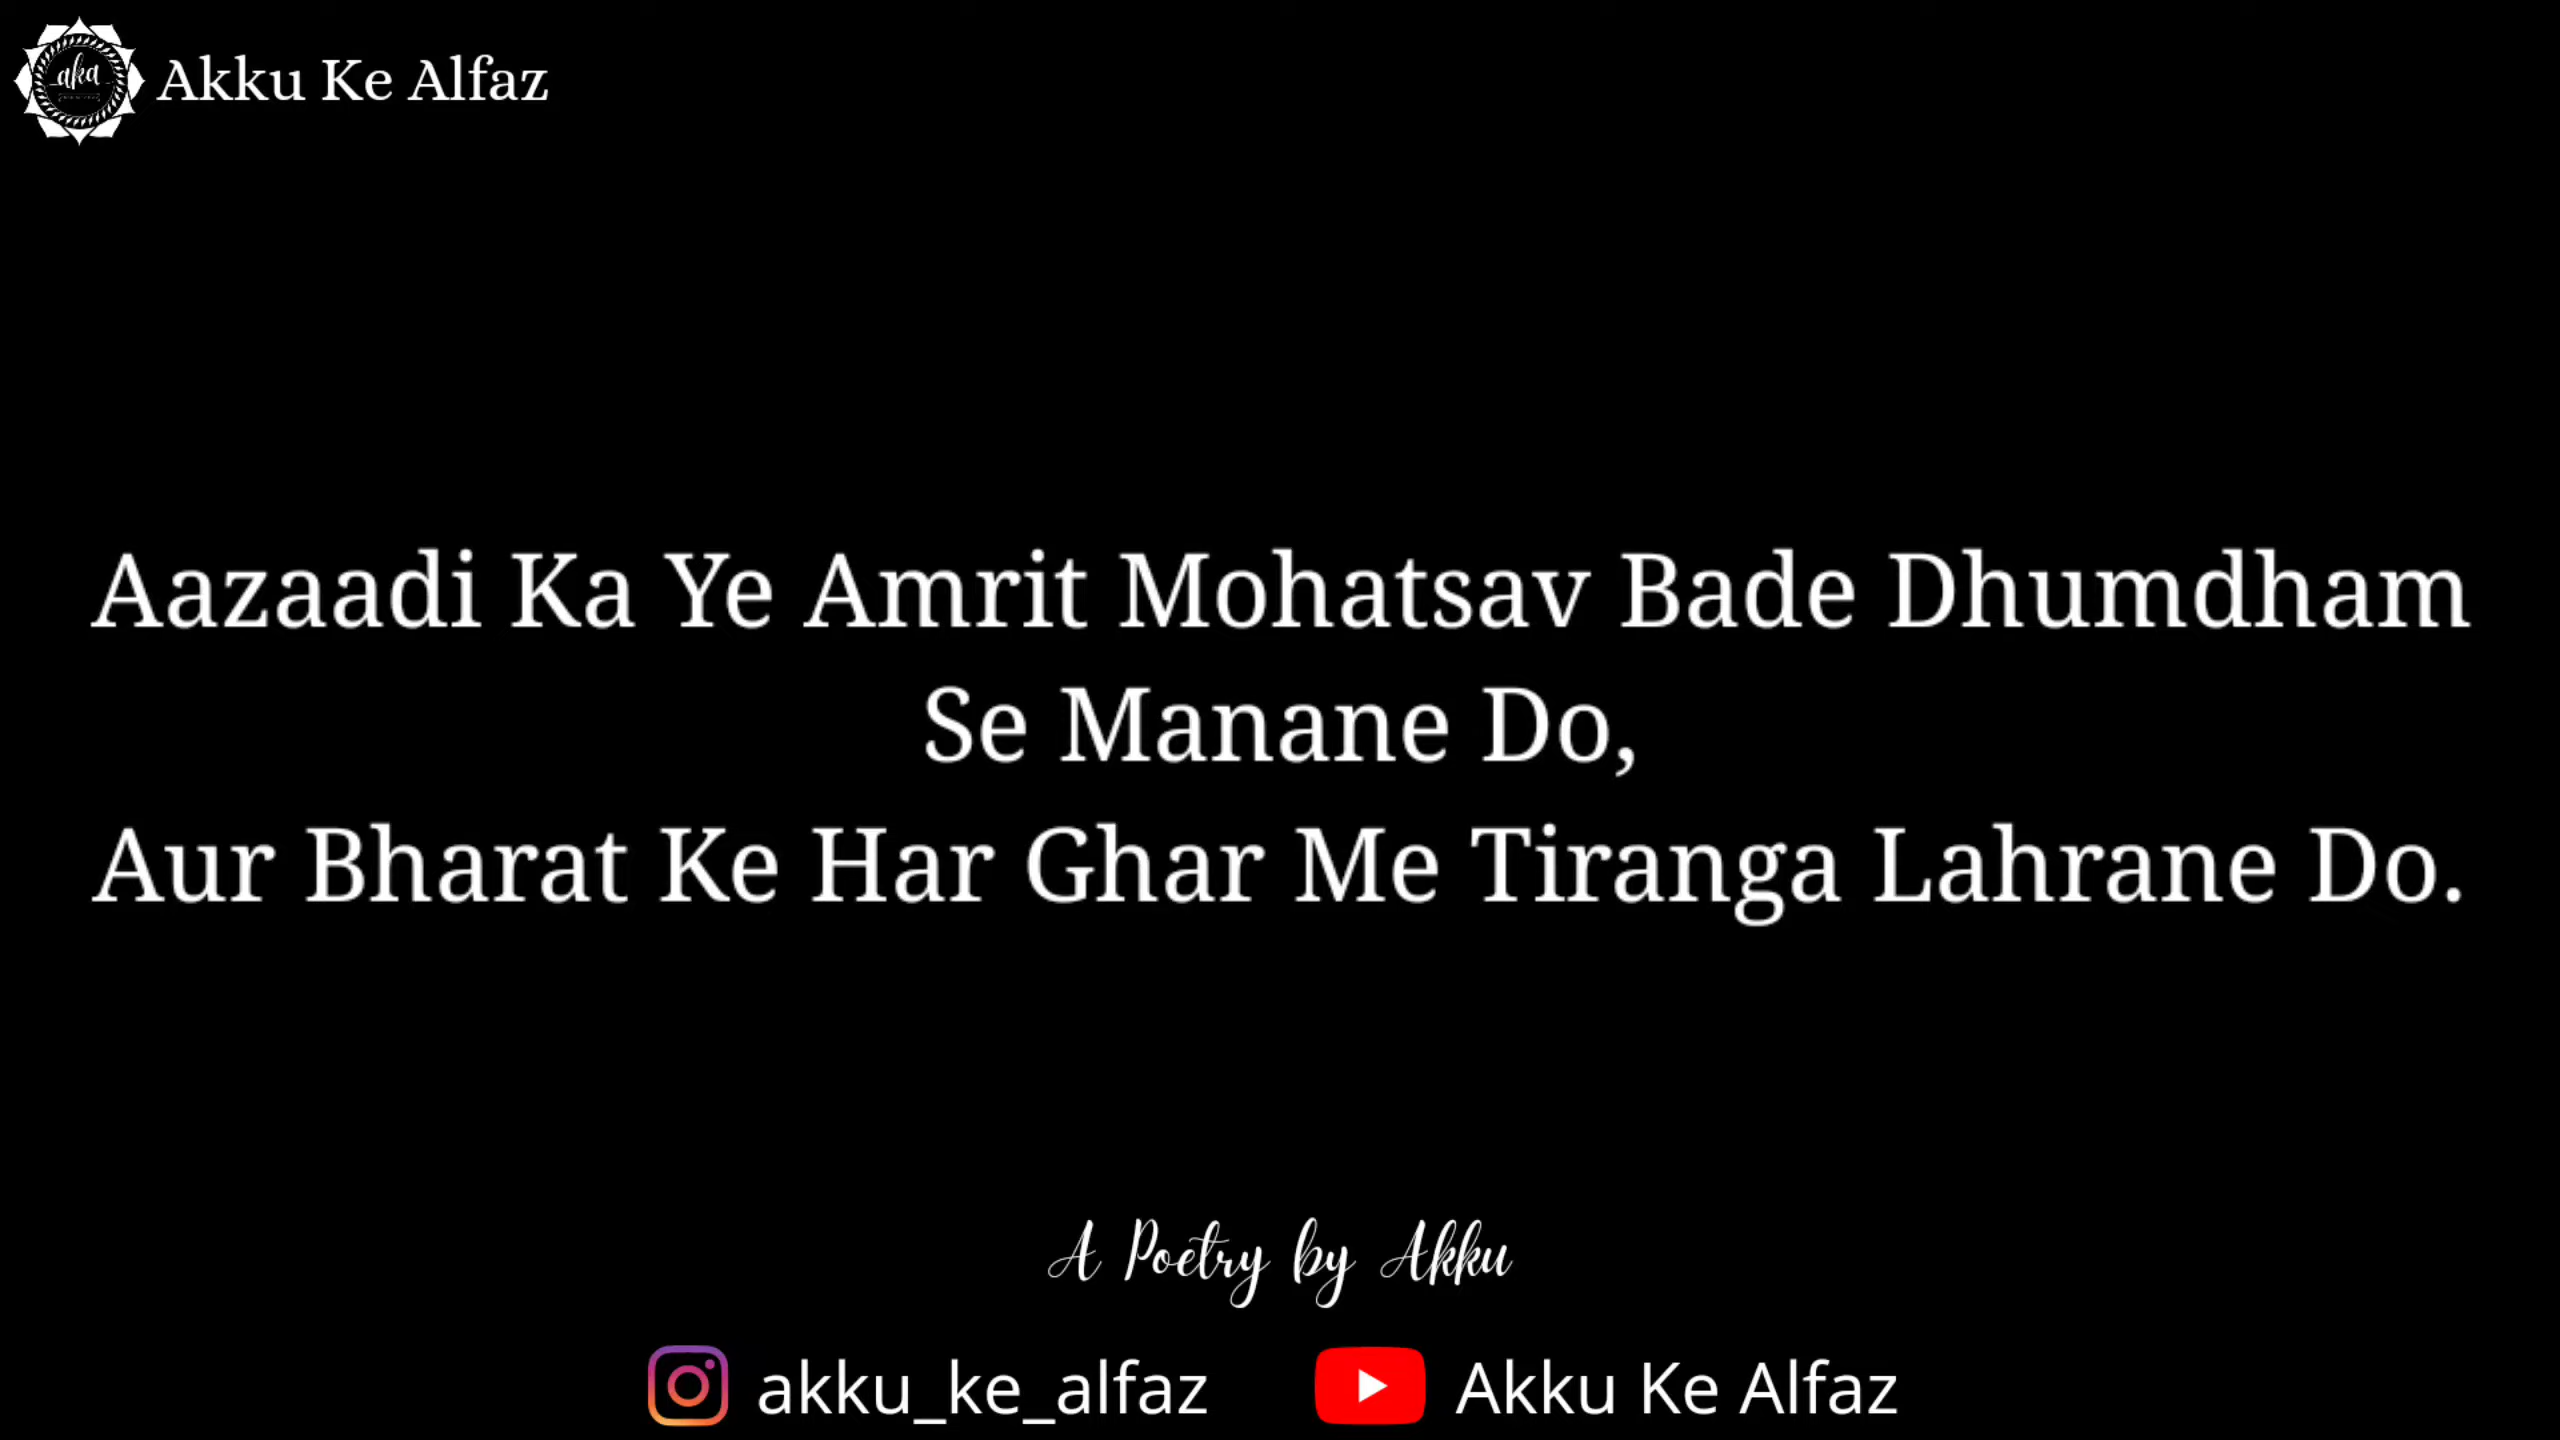 aka
Akku Ke Alfaz
Aazaadi Ka Ye Amrit Mohatsav Bade Dhumdham
Se Manane Do,
Aur Bharat Ke Har Ghar Me Tiranga Lahrane Do.
A Poetry by Akku
akku_ke_alfaz
Akku Ke Alfaz